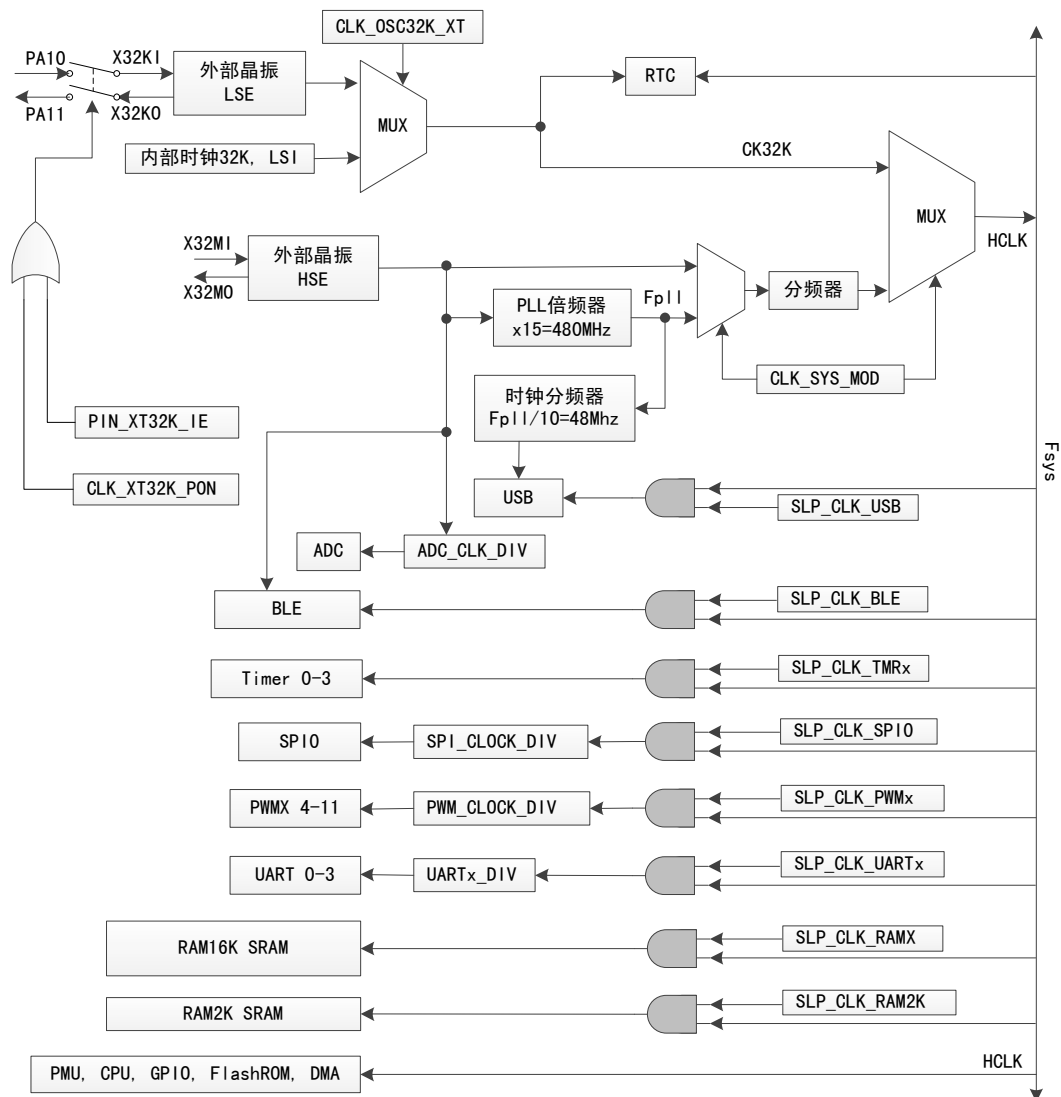 CLK_OSC32K_XT
PA10
X32KI
外部晶振
LSE
RTC
PA11
X32KO
MUX
内部时钟32K, LSI
CK32K
MUX
HCLK
X32MI
外部晶振
HSE
X32MO
PLL倍频器
x15=480MHz
Fpll
分频器
CLK_SYS_MOD
时钟分频器
Fpll/10=48Mhz
PIN_XT32K_IE
CLK_XT32K_PON
Fsys
USB
SLP_CLK_USB
ADC
ADC_CLK_DIV
BLE
SLP_CLK_BLE
Timer 0-3
SLP_CLK_TMRx
SPI0
SPI_CLOCK_DIV
SLP_CLK_SPI0
PWMX 4-11
PWM_CLOCK_DIV
SLP_CLK_PWMx
UART 0-3
UARTx_DIV
SLP_CLK_UARTx
RAM16K SRAM
SLP_CLK_RAMX
RAM2K SRAM
SLP_CLK_RAM2K
PMU, CPU, GPIO, FlashROM, DMA
HCLK